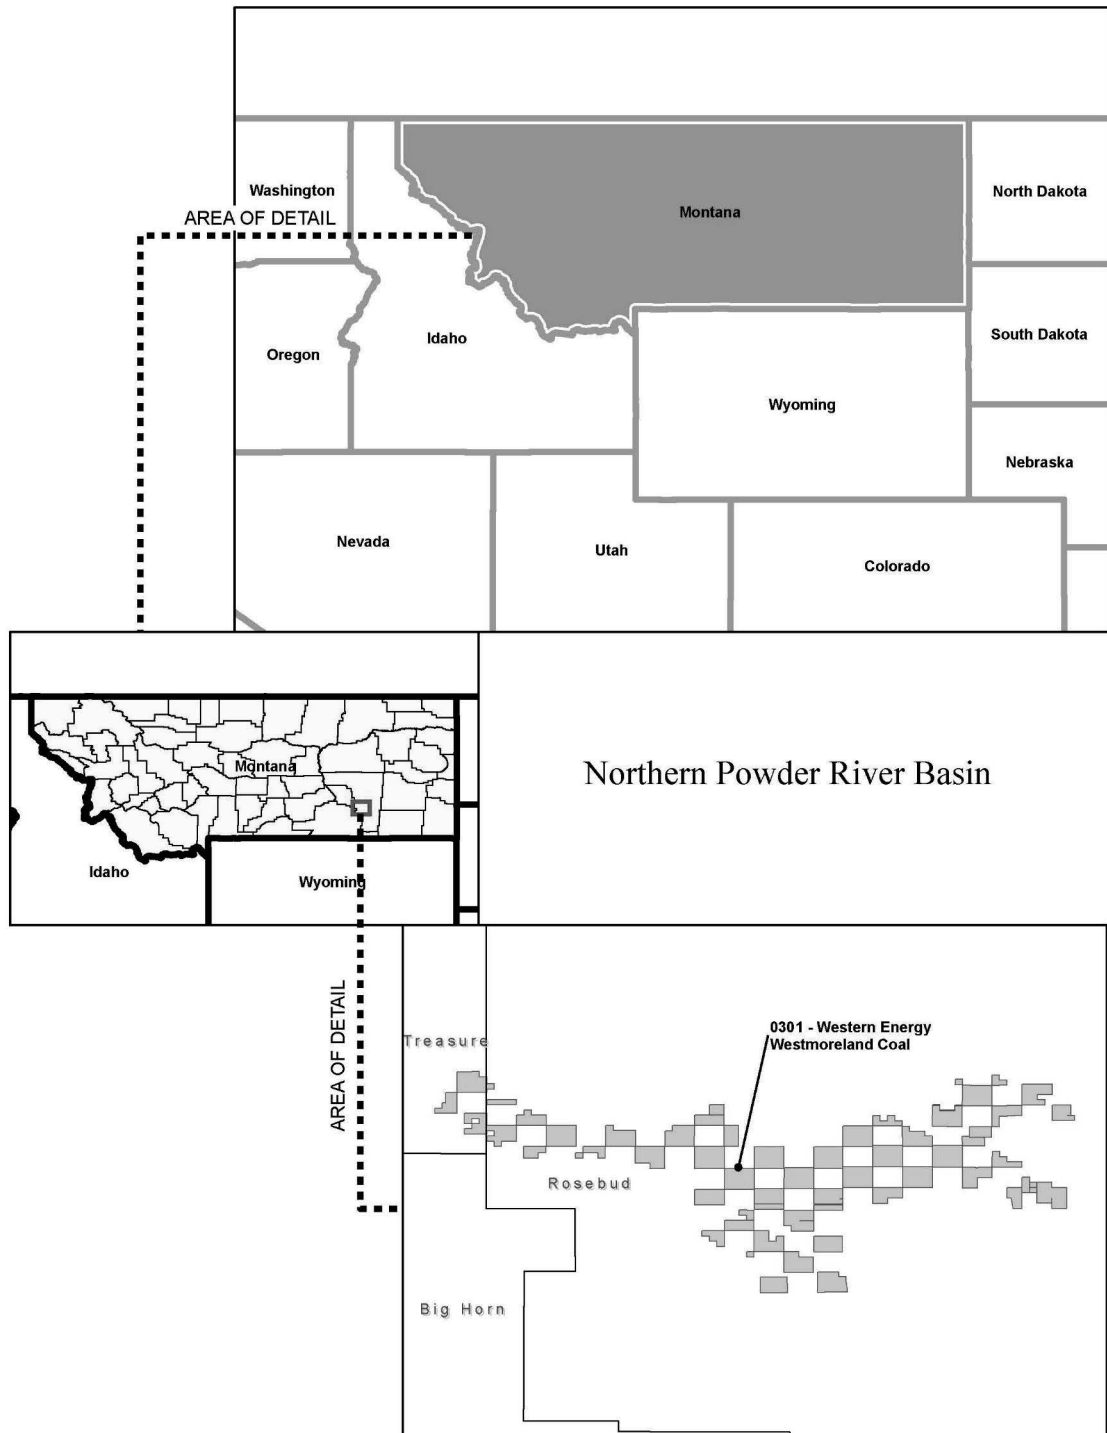 Washington
AREA OF DETAIL
Montana
North Dakota
Oregon
Idaho
South Dakota
Wyoming
Nebraska
Nevada
Utah
Colorado
Montana
Idaho
Wyoming
Northern Powder River Basin
AREA OF DETAIL
Treasure
0301 - Western Energy
Westmoreland Coal
Rosebud
Big Horn